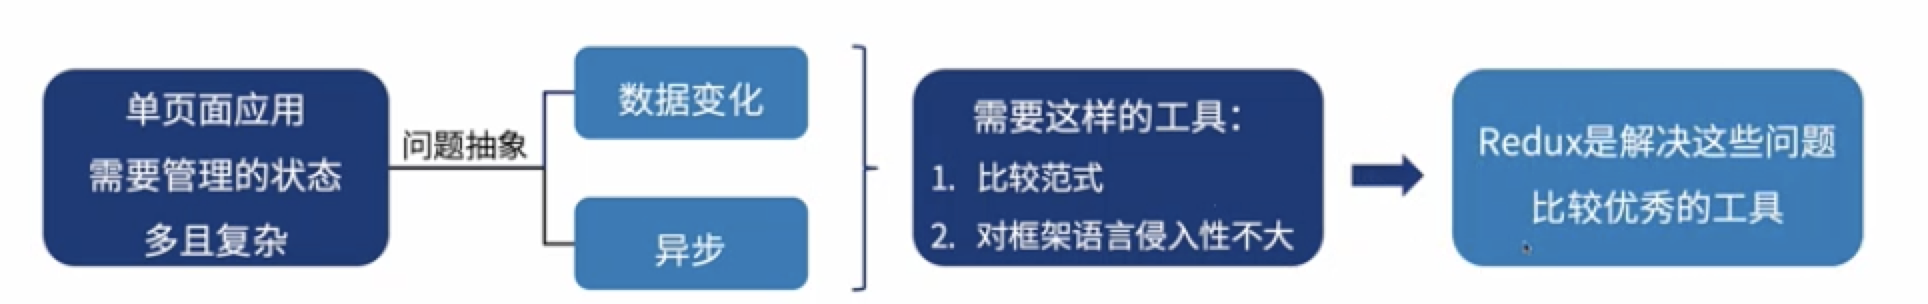 单页面应用
需要管理的状态
多且复杂
问题抽象
数据变化
异步
需要这样的工具：
1. 比较范式
2. 对框架语言侵入性不大
Redux是解决这些问题
比较优秀的工具